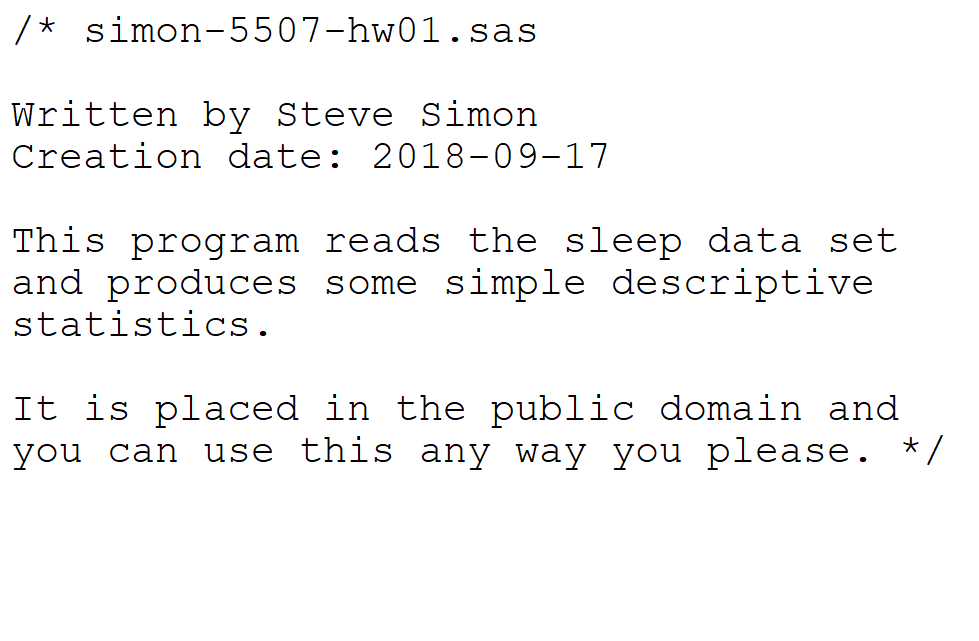 /* simon-5507-hw01.sas
Written by Steve Simon
Creation date: 2018-09-17
This program reads the sleep data set
and produces some simple descriptive
statistics.
It is placed in the public domain and
you can use this any way you please. */